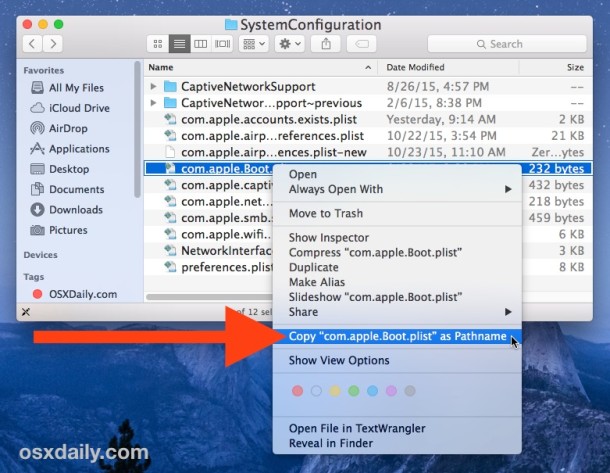 SystemConfiguration
Search
Favorites
All My Files
iCloud Drive
AirDrop
Applications
Desktop
Documents
Downloads
Pictures
Devices
Tags
OSXDaily.com
Name Date Modified Size
CaptiveNetworkSupport 8/26/15, 4:57 PM --
CaptiveNetwor...pport~previous 2/6/15, 8:38 PM --
com.apple.accounts.exists.plist Yesterday, 9:14 AM 2 KB
com.apple.airp...references.plist 10/22/15, 3:54 PM 21 KB
com.apple.airp...ences.plist-new 10/23/15, 11:10 AM Zer...ytes
com.apple.Boot. 232 bytes
com.apple.capti 432 bytes
com.apple.net.. 218 bytes
com.apple.smb. 459 bytes
com.apple.wifi.. 6 KB
NetworkInterfac 3 KB
preferences.plist
of 12 sel
Open
Always Open With
Move to Trash
Show Inspector
Compress “com.apple.Boot.plist”
Duplicate
Make Alias
Slideshow “com.apple.Boot.plist”
Share
Copy “com.apple.Boot.plist” as Pathname
Show View Options
Open File in TextWrangler
Reveal in Finder
osxdaily.com